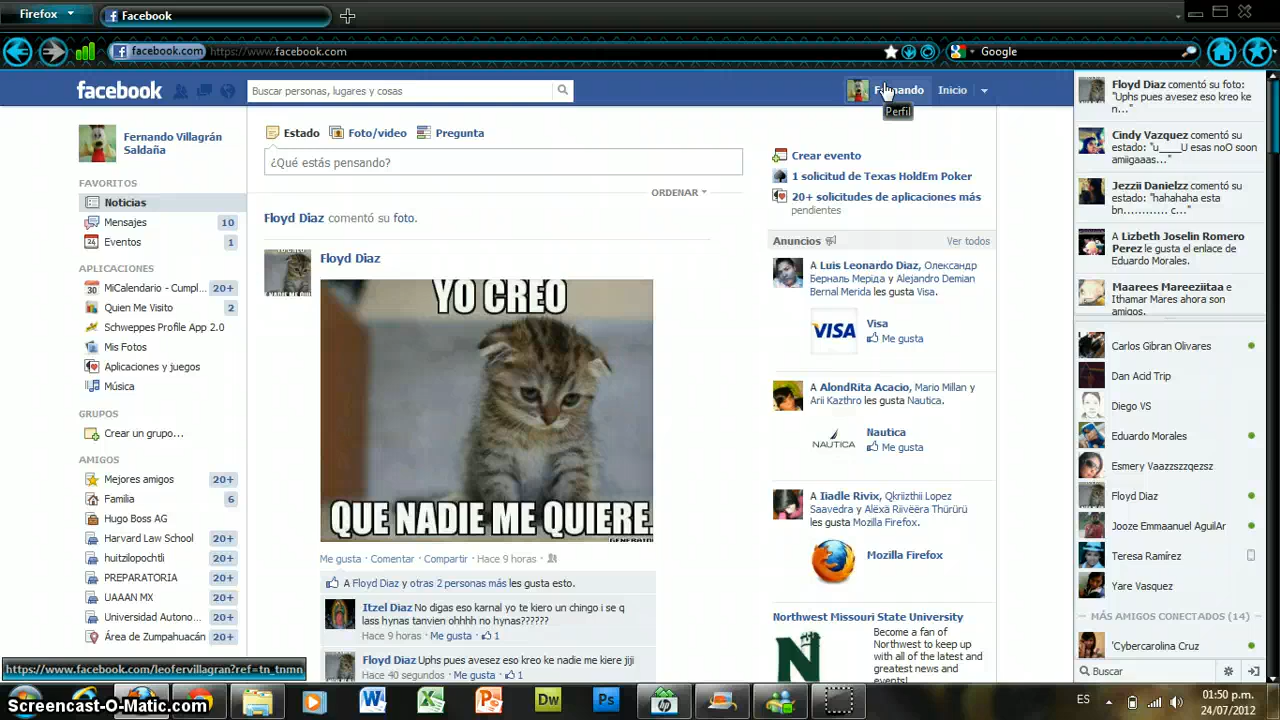 Firefox
Facebook
facebook.com
https://www.facebook.com
Google
facebook
Buscar personas, lugares y cosas
Inicio
Perfil
Fernando Villagrán
Saldaña
FAVORITOS
Noticias
Mensajes 10
Eventos 1
APLICACIONES
MiCalendario - Cumpl... 20+
Quien Me Visito 2
Schweppes Profile App 2.0
Mis Fotos
Aplicaciones y juegos
Música
GRUPOS
Crear un grupo...
AMIGOS
Mejores amigos 20+
Familia 6
Hugo Boss AG
Harvard Law School 20+
huitzilopochtli 20+
PREPARATORIA 20+
UAAAN MX 20+
Universidad Autono... 20+
Área de Zumpahuacán 20+
https://www.facebook.com/leofervillagran?ref=tn_tnmn
Estado Foto/video Pregunta
¿Qué estás pensando?
ORDENAR
Floyd Diaz comentó su foto.
Floyd Diaz
YO CREO
QUE NADIE ME QUIERE.
Me gusta · Comentar · Compartir · Hace 9 horas ·
A Floyd Diaz y otras 2 personas más les gusta esto.
Itzel Diaz No digas eso karnal yo te kiero un chingo i se q
lass hynas tanvien ohhhh no hynas??????
Hace 9 horas · Me gusta · 1
Floyd Diaz Uphs pues avesez eso kreo ke nadie me kiere jiji
Hace 40 segundos · Me gusta · 1
Crear evento
1 solicitud de Texas HoldEm Poker
20+ solicitudes de aplicaciones más
pendientes
Anuncios Ver todos
A Luis Leonardo Diaz, Олександр
Берналь Меріда y Alejandro Demian
Bernal Merida les gusta Visa.
VISA
Visa
Me gusta
A AlondRita Acacio, Mario Millan y
Arii Kazthro les gusta Nautica.
NAUTICA
Nautica
Me gusta
A Iiadle Rivix, Qkriizthii Lopez
Saavedra y Alëxä Riivëëra Thürürü
les gusta Mozilla Firefox.
Mozilla Firefox
Northwest Missouri State University
N
Become a fan of
Northwest to keep up
with all of the latest
and greatest news and
Floyd Diaz comentó su foto:
"Uphs pues avesez eso kreo ke
n..."
Cindy Vazquez comentó su
estado: "u____U esas noO soon
amiigaaas..."
Jezzii Danielzz comentó su
estado: "hahahaha esta
bn........... c..."
A Lizbeth Joselin Romero
Perez le gusta el enlace de
Eduardo Morales.
Maarees Mareeziitaa e
Ithamar Mares ahora son
amigos.
Carlos Gibran Olivares
Dan Acid Trip
Diego VS
Eduardo Morales
Esmery Vaazzszzqezsz
Floyd Diaz
Jooze Emmanuel AguilAr
Teresa Ramírez
Yare Vasquez
MÁS AMIGOS CONECTADOS (14)
'Cybercarolina Cruz
Buscar
Screencast-O-Matic.com
W
Dw
Ps
hp
ES
01:50 p.m.
24/07/2012